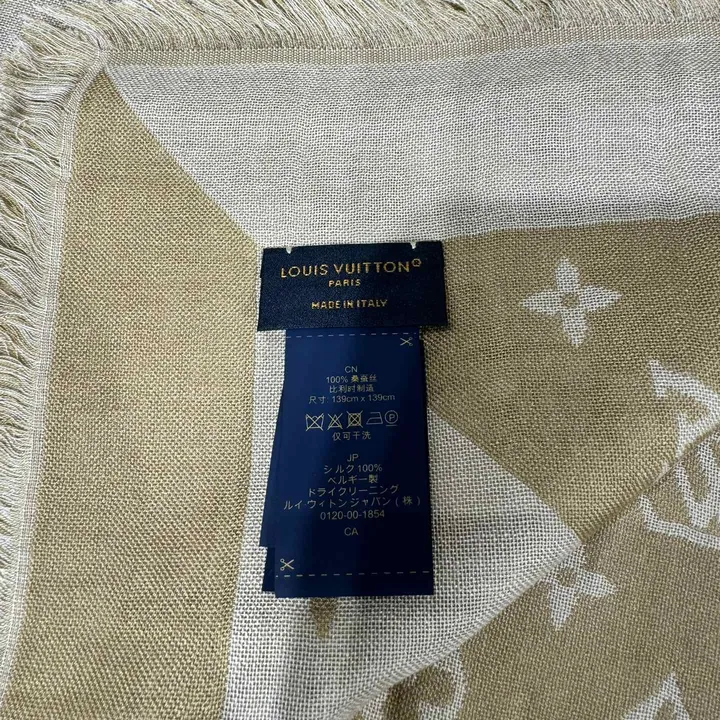 LOUIS VUITTON
PARIS
MADE IN ITALY
CN
100% 桑蚕丝
比利时制造
尺寸: 139cm x 139cm
P
仅可干洗
JP
シルク100%
ベルギー製
ドライクリーニング
ルイ・ヴィトン ジャパン(株)
0120-00-1854
CA
LV